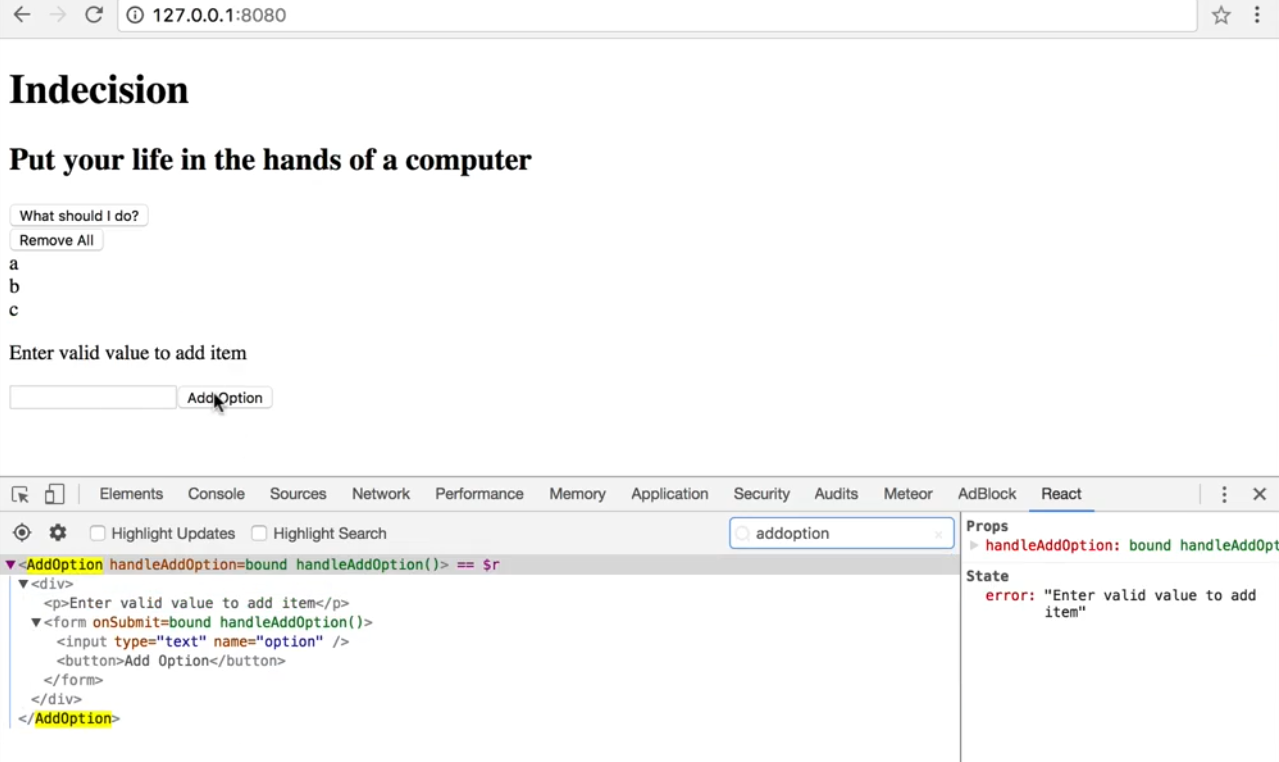 127.0.0.1:8080
Indecision
Put your life in the hands of a computer
What should I do?
Remove All
a
b
c
Enter valid value to add item
Add Option
Elements Console Sources Network Performance Memory Application Security Audits Meteor AdBlock React
Highlight Updates Highlight Search addoption
<AddOption handleAddOption=bound handleAddOption()> == $r
<div>
<p>Enter valid value to add item</p>
<form onSubmit=bound handleAddOption()>
<input type="text" name="option" />
<button>Add Option</button>
</form>
</div>
</AddOption>
Props
handleAddOption: bound handleAddOpt
State
error: "Enter valid value to add
item"